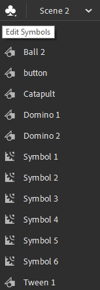 Scene 2
Edit Symbols
Ball 2
button
Catapult
Domino 1
Domino 2
Symbol 1
Symbol 2
Symbol 3
Symbol 4
Symbol 5
Symbol 6
Tween 1